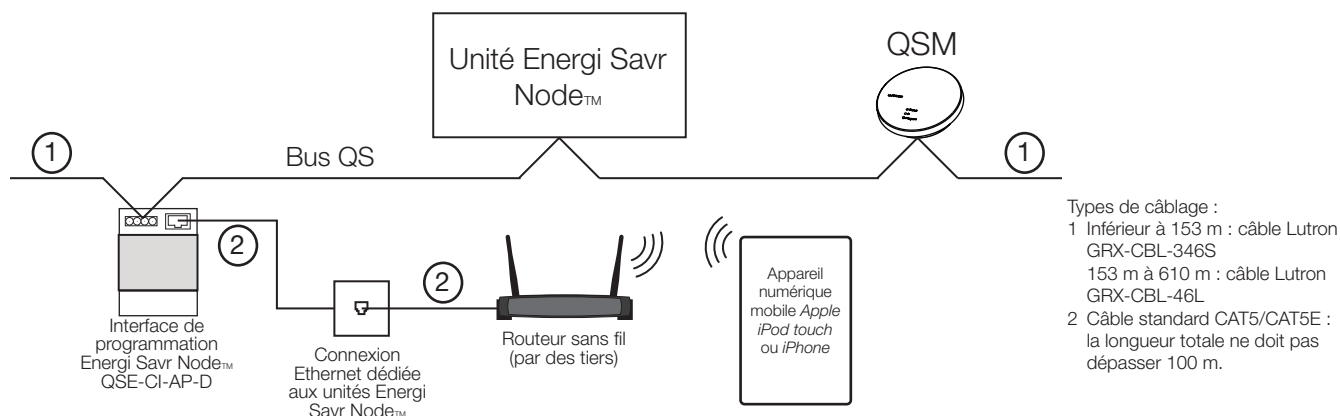 Unité Energi Savr
Node™
QSM
1
Bus QS
1
2
2
Interface de
programmation
Energi Savr Node™
QSE-CI-AP-D
Connexion
Ethernet dédiée
aux unités Energi
Savr Node™
Routeur sans fil
(par des tiers)
Appareil
numérique
mobile Apple
iPod touch
ou iPhone
Types de câblage :
1 Inférieur à 153 m : câble Lutron
GRX-CBL-346S
153 m à 610 m : câble Lutron
GRX-CBL-46L
2 Câble standard CAT5/CAT5E :
la longueur totale ne doit pas
dépasser 100 m.